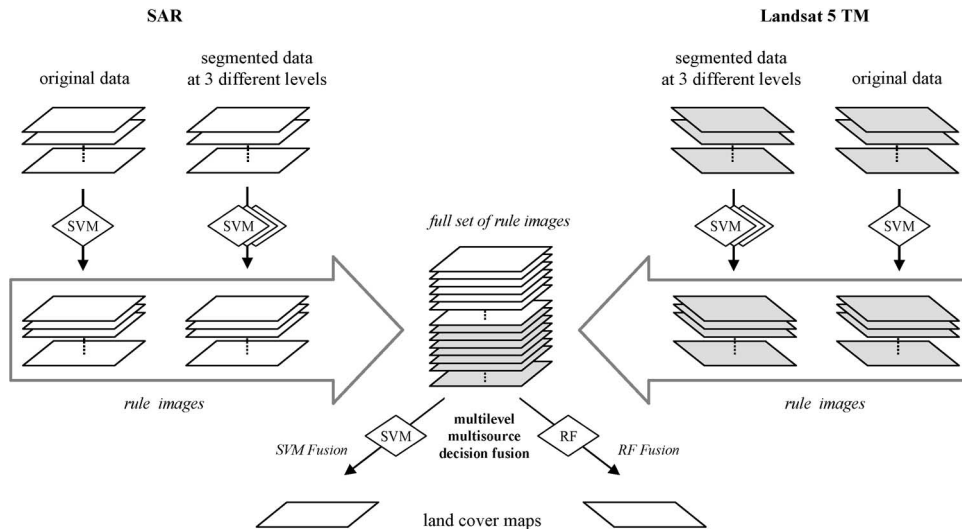 SAR
Landsat 5 TM
original data
segmented data
at 3 different levels
segmented data
at 3 different levels
original data
SVM
SVM
SVM
SVM
full set of rule images
rule images
rule images
SVM Fusion
SVM
multilevel
multisource
decision fusion
RF
RF Fusion
land cover maps